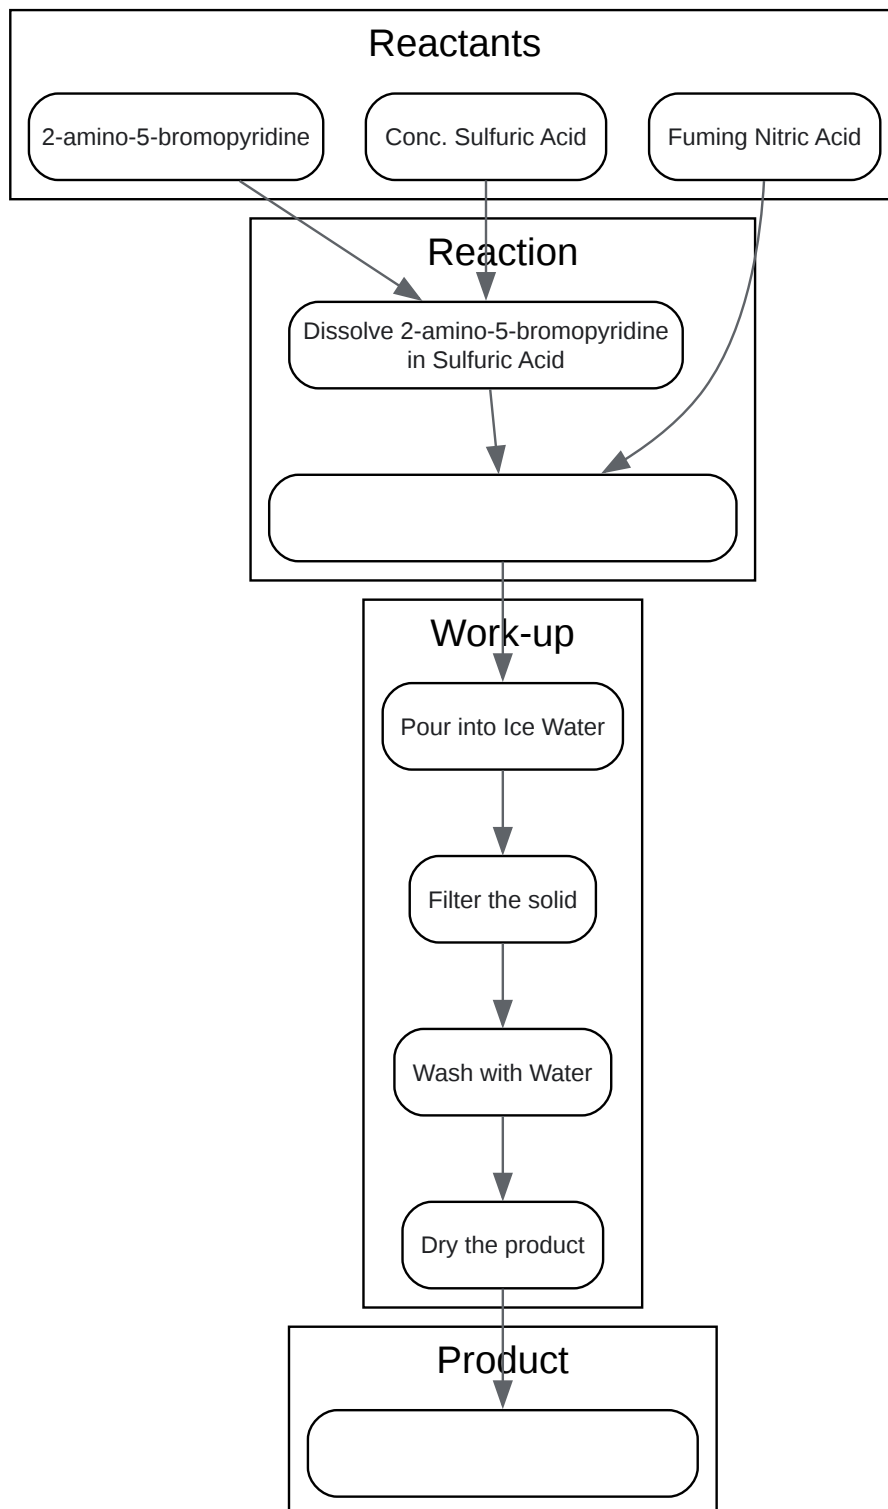 Reactants
2-amino-5-bromopyridine
Conc. Sulfuric Acid
Fuming Nitric Acid
Reaction
Dissolve 2-amino-5-bromopyridine
in Sulfuric Acid
Work-up
Pour into Ice Water
Filter the solid
Wash with Water
Dry the product
Product